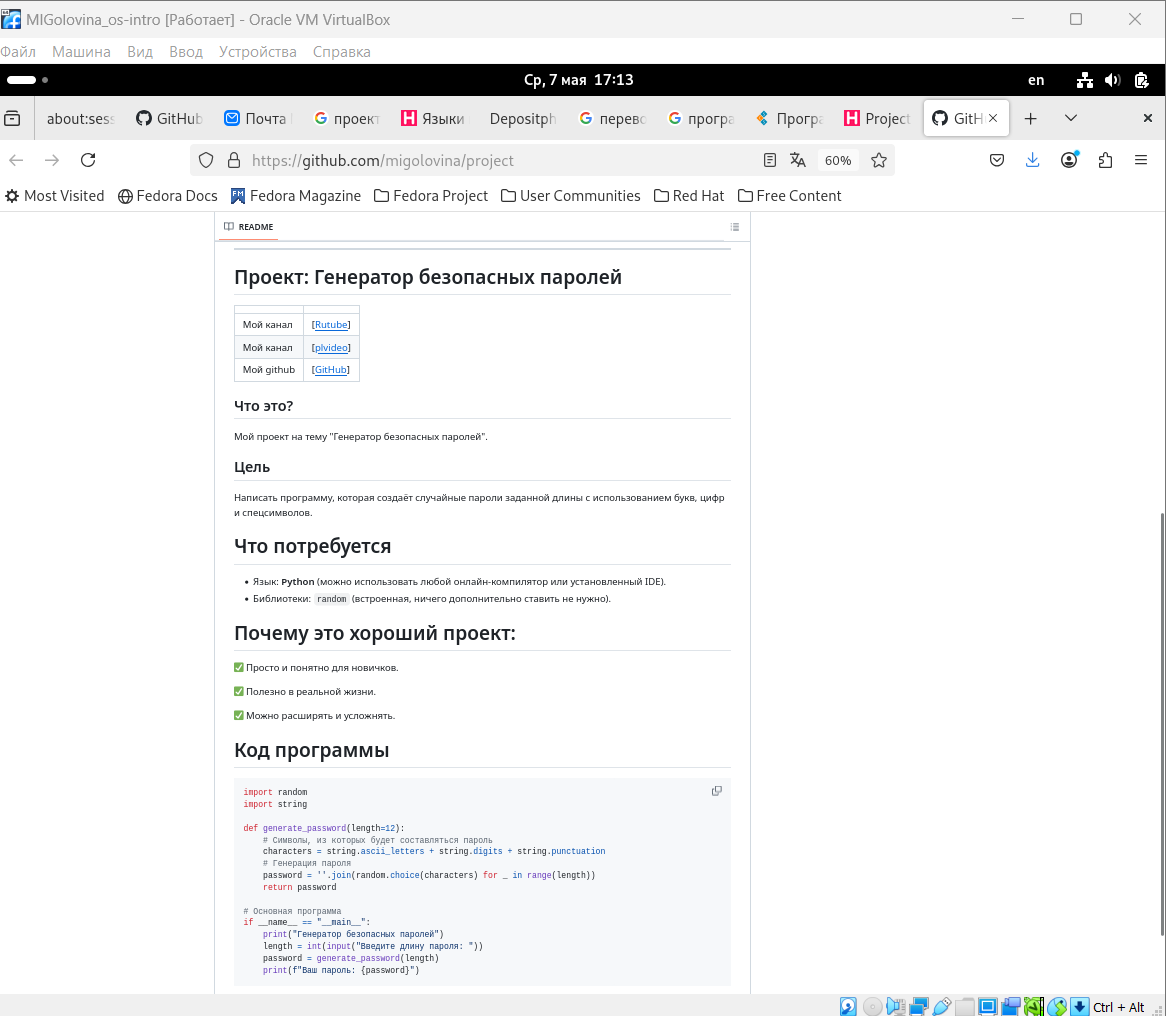 MIGolovina_os-intro [Работает] - Oracle VM VirtualBox
Файл Машина Вид Ввод Устройства Справка
Ср, 7 мая 17:13
en
about:sess GitHub Почта проект Языки Depositph перево програ Програ Project GitH
https://github.com/migolovina/project
60%
Most Visited Fedora Docs Fedora Magazine Fedora Project User Communities Red Hat Free Content
README
Проект: Генератор безопасных паролей
Мой канал [Rutube]
Мой канал [plvideo]
Мой github [GitHub]
Что это?
Мой проект на тему "Генератор безопасных паролей".
Цель
Написать программу, которая создаёт случайные пароли заданной длины с использованием букв, цифр
и спецсимволов.
Что потребуется
• Язык: Python (можно использовать любой онлайн-компилятор или установленный IDE).
• Библиотеки: random (встроенная, ничего дополнительно ставить не нужно).
Почему это хороший проект:
✅ Просто и понятно для новичков.
✅ Полезно в реальной жизни.
✅ Можно расширять и усложнять.
Код программы
import random
import string
def generate_password(length=12):
# Символы, из которых будет составляться пароль
characters = string.ascii_letters + string.digits + string.punctuation
# Генерация пароля
password = ''.join(random.choice(characters) for _ in range(length))
return password
# Основная программа
if __name__ == "__main__":
print("Генератор безопасных паролей")
length = int(input("Введите длину пароля: "))
password = generate_password(length)
print(f"Ваш пароль: {password}")
Ctrl + Alt